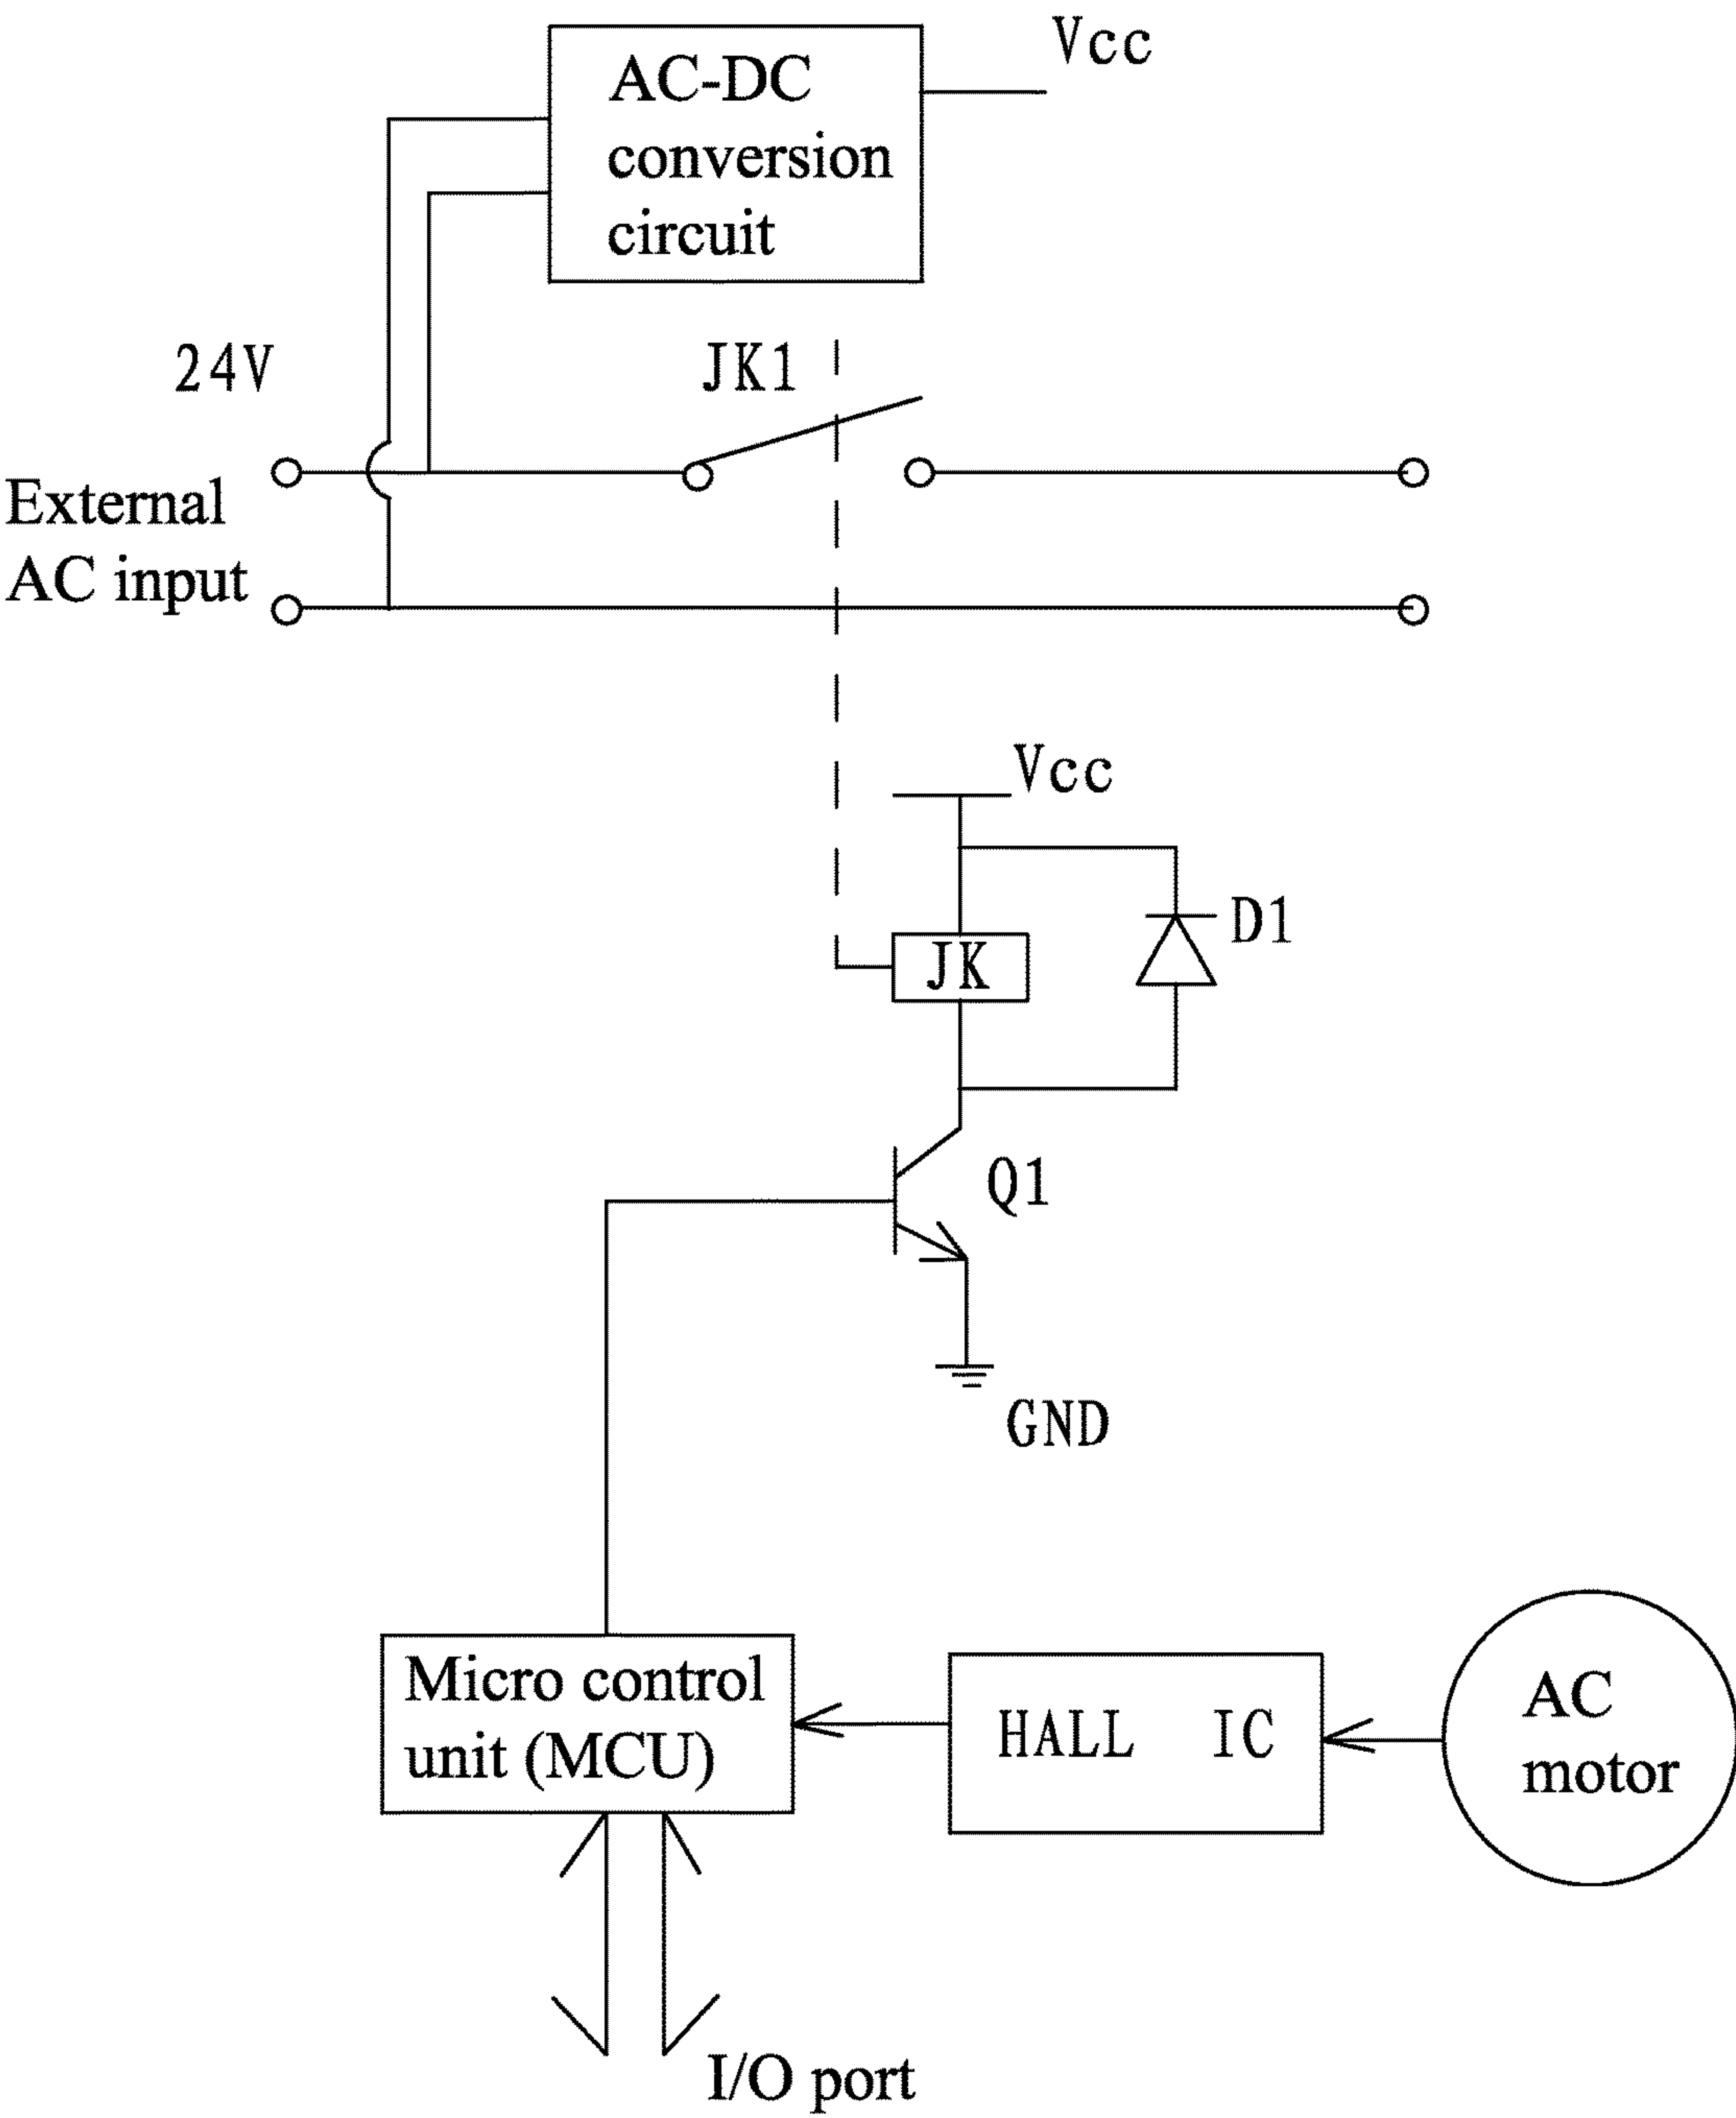 Vcc
AC-DC
conversion
circuit
24V
JK1
External
AC input
Vcc
D1
JK
Q1
GND
Micro control
unit (MCU)
HALL IC
AC
motor
I/O port